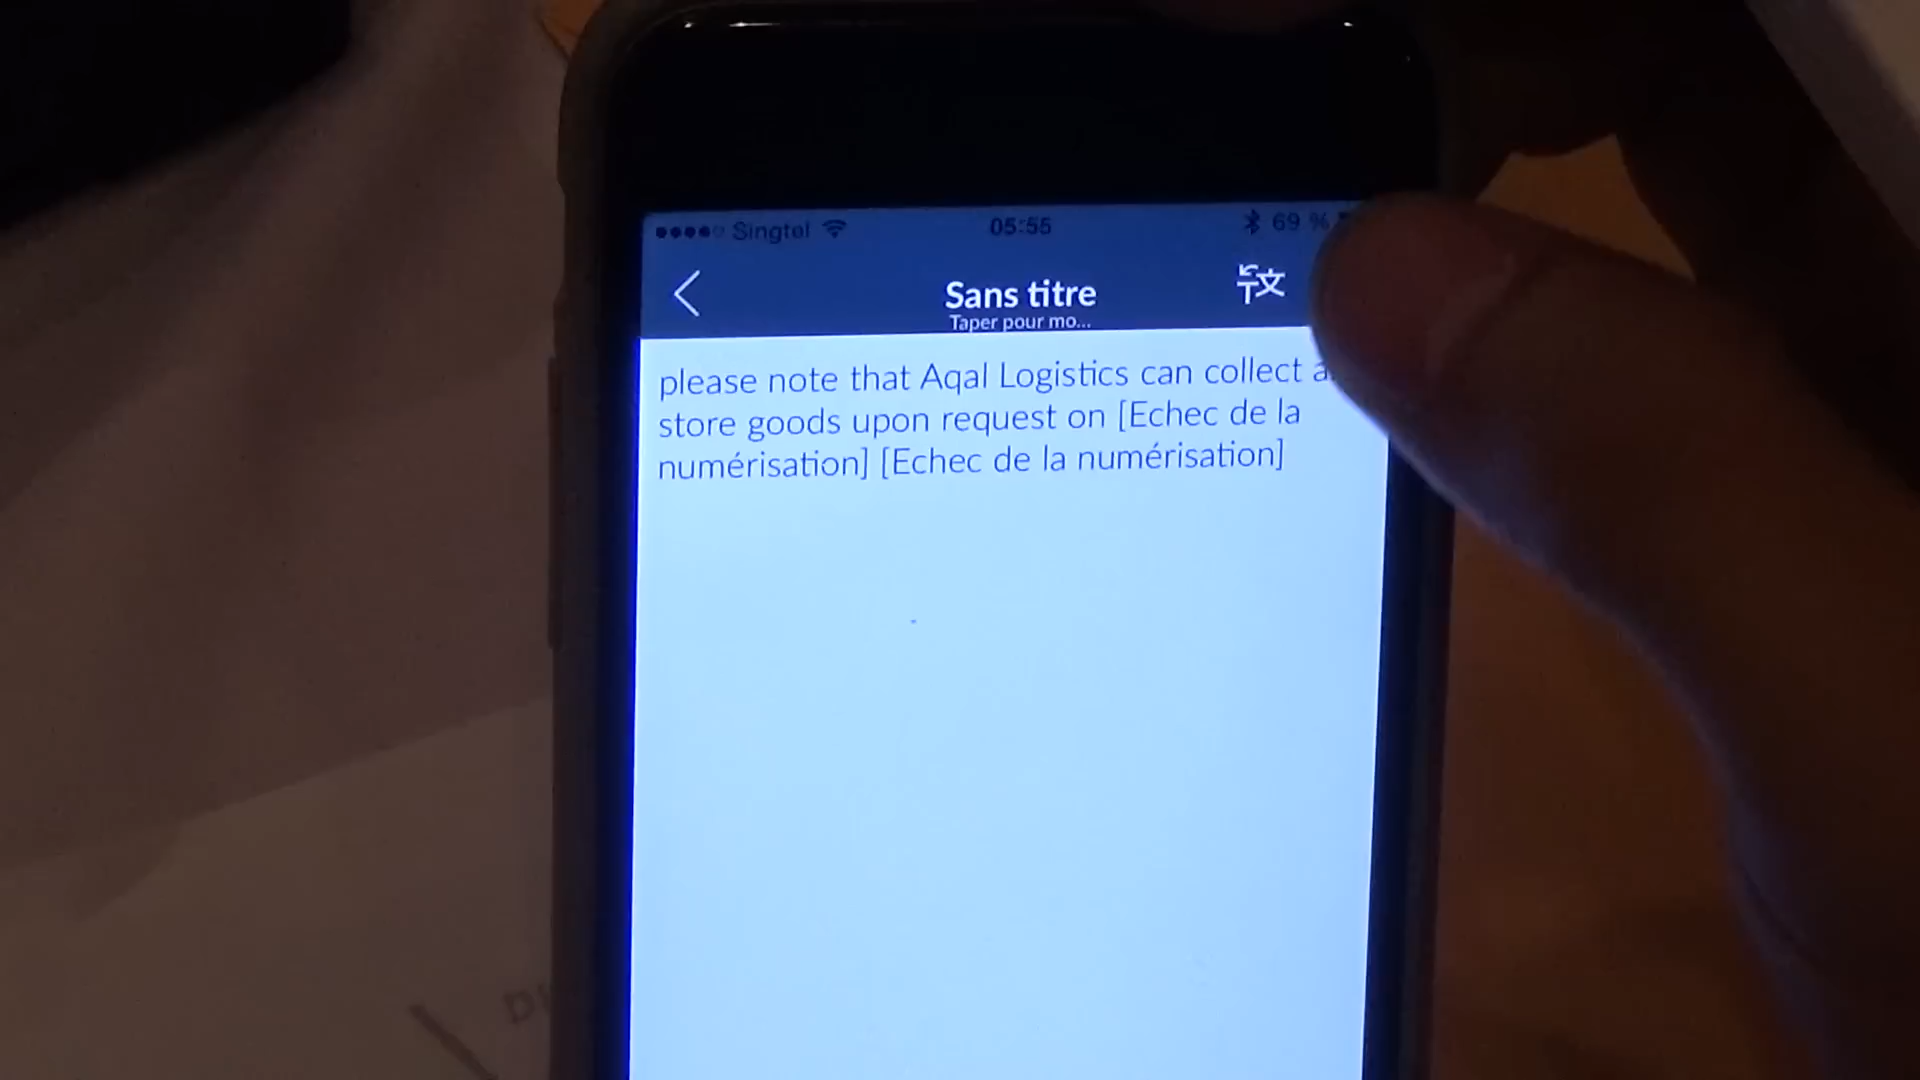 Singtel 05:55 69 %
Sans titre
Taper pour mo...
please note that Aqal Logistics can collect a
store goods upon request on [Echec de la
numérisation] [Echec de la numérisation]